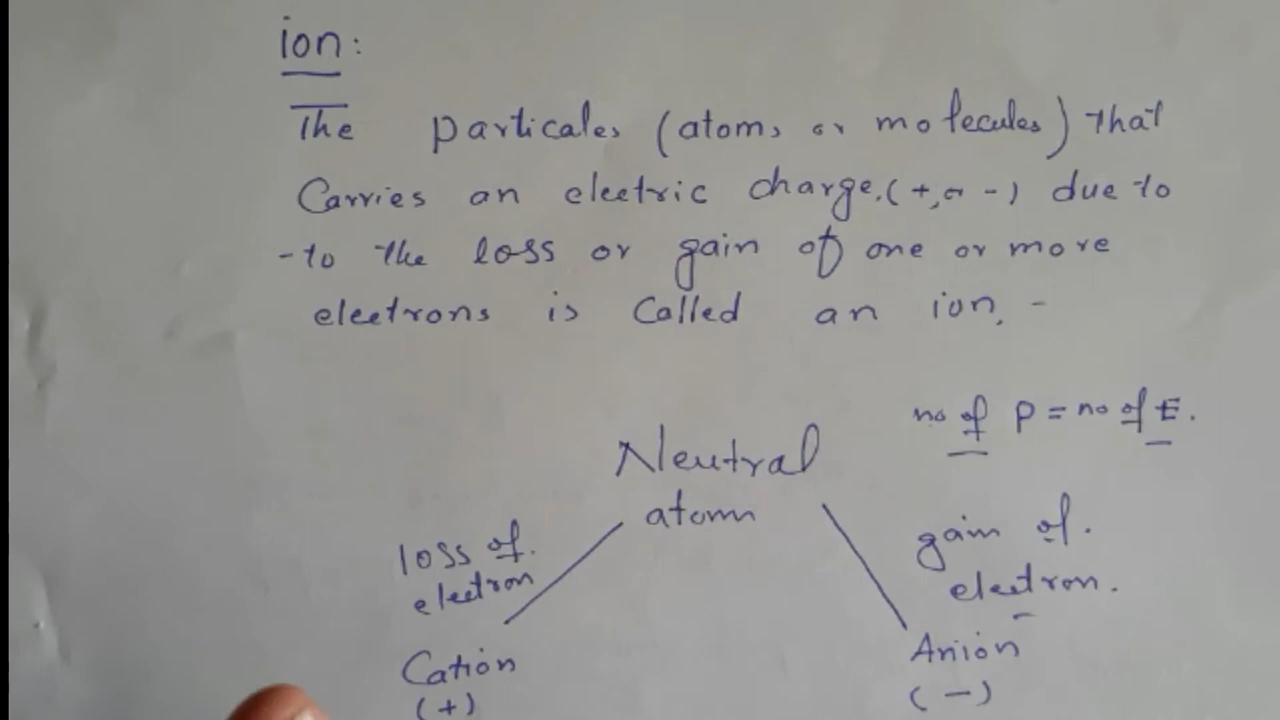 ion:
The particales (atoms or molecules) that
Carries an electric charge.(+, or -) due to
-to the loss or gain of one or more
electrons is Called an ion. -
no of P = no of E.
Neutral
atom
loss of.
electron
gain of.
electron.
Cation
(+)
Anion
(-)